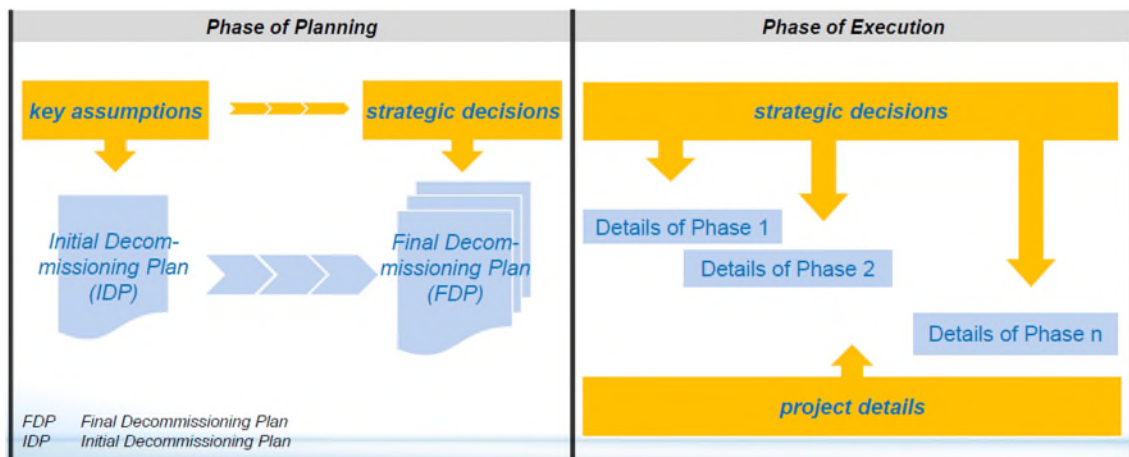 Phase of Planning
key assumptions
strategic decisions
Initial Decom-
missioning Plan
(IDP)
Final Decom-
missioning Plan
(FDP)
FDP Final Decommissioning Plan
IDP Initial Decommissioning Plan
Phase of Execution
strategic decisions
Details of Phase 1
Details of Phase 2
Details of Phase n
project details